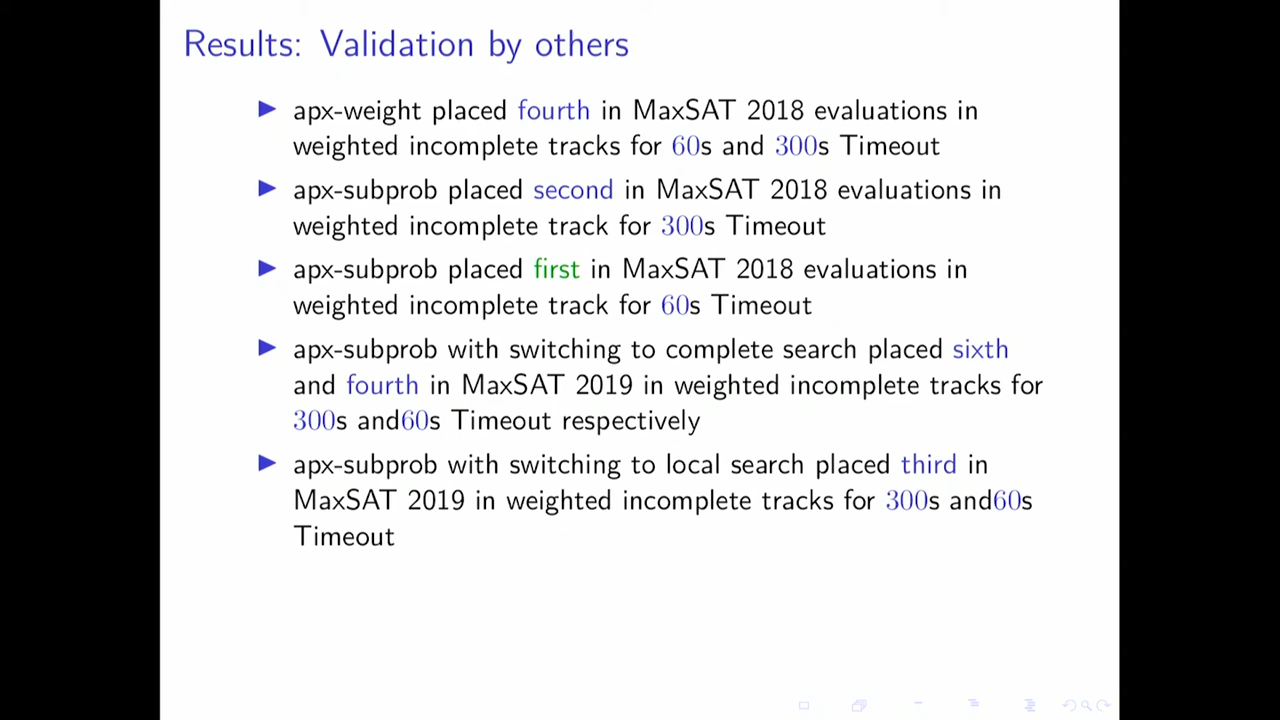 Results: Validation by others
apx-weight placed fourth in MaxSAT 2018 evaluations in
weighted incomplete tracks for 60s and 300s Timeout
apx-subprob placed second in MaxSAT 2018 evaluations in
weighted incomplete track for 300s Timeout
apx-subprob placed first in MaxSAT 2018 evaluations in
weighted incomplete track for 60s Timeout
apx-subprob with switching to complete search placed sixth
and fourth in MaxSAT 2019 in weighted incomplete tracks for
300s and60s Timeout respectively
apx-subprob with switching to local search placed third in
MaxSAT 2019 in weighted incomplete tracks for 300s and60s
Timeout